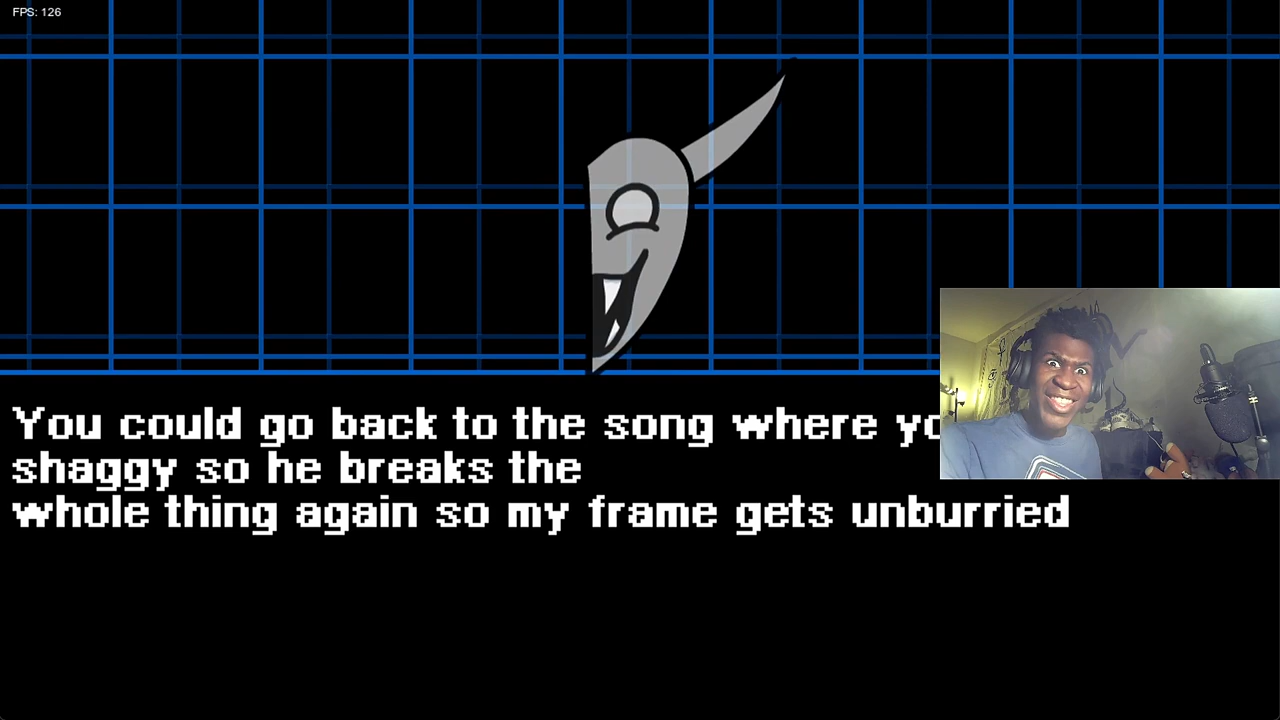 FPS: 126
You could go back to the song where
shaggy so he breaks the
whole thing again so my frame gets unburried